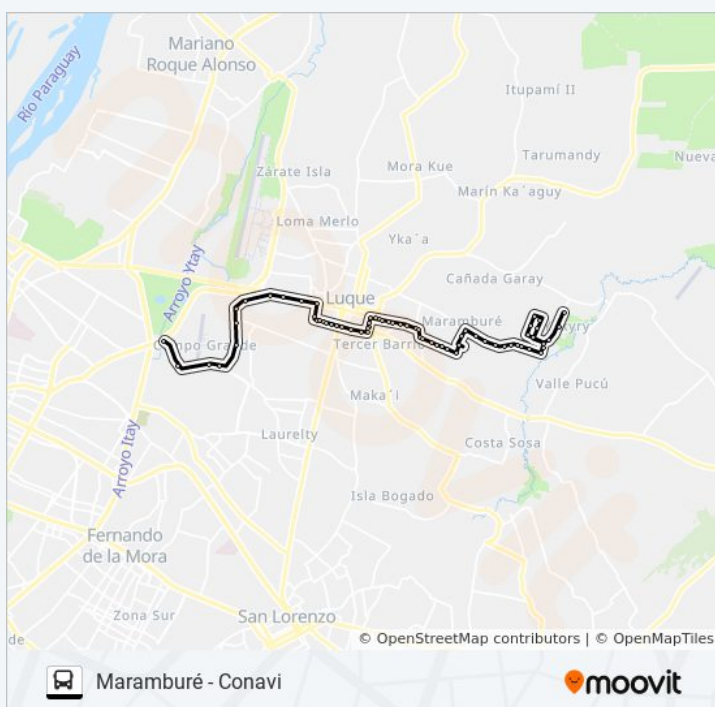 Mariano
Roque Alonso
Río Paraguay
Itupamí II
Tarumandy
Mora Kue
Nueva
Zárate Isla
Marín Ka´aguy
Loma Merlo
Yka´a
Arroyo Ytay
Cañada Garay
Luque
Maramburé
Tercer Barrio
Valle Pucú
Maka´i
Laurelty
Costa Sosa
Arroyo Itay
Isla Bogado
Fernando
de la Mora
Zona Sur
San Lorenzo
de
© OpenStreetMap contributors | © OpenMapTiles
Maramburé - Conavi
moovit